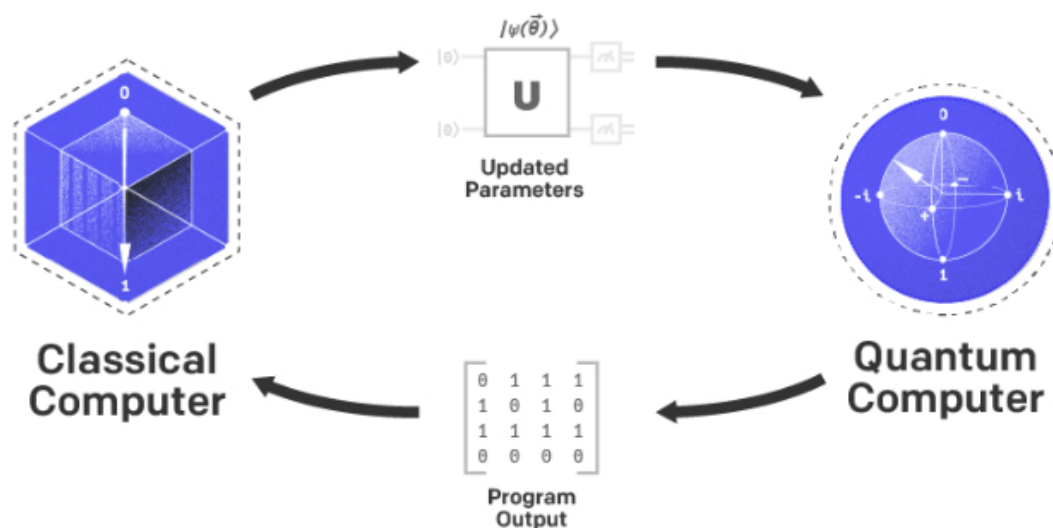 |ψ(θ⃗)⟩
|0⟩
U
|0⟩
Updated
Parameters
0
1
Classical
Computer
0
-i
i
+
−
1
Quantum
Computer
0 1 1 1
1 0 1 0
1 1 1 1
0 0 0 0
Program
Output